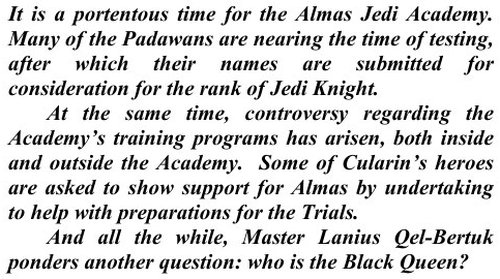 It is a portentous time for the Almas Jedi Academy.
Many of the Padawans are nearing the time of testing,
after which their names are submitted for
consideration for the rank of Jedi Knight.
At the same time, controversy regarding the
Academy's training programs has arisen, both inside
and outside the Academy. Some of Cularin's heroes
are asked to show support for Almas by undertaking
to help with preparations for the Trials.
And all the while, Master Lanius Qel-Bertuk
ponders another question: who is the Black Queen?